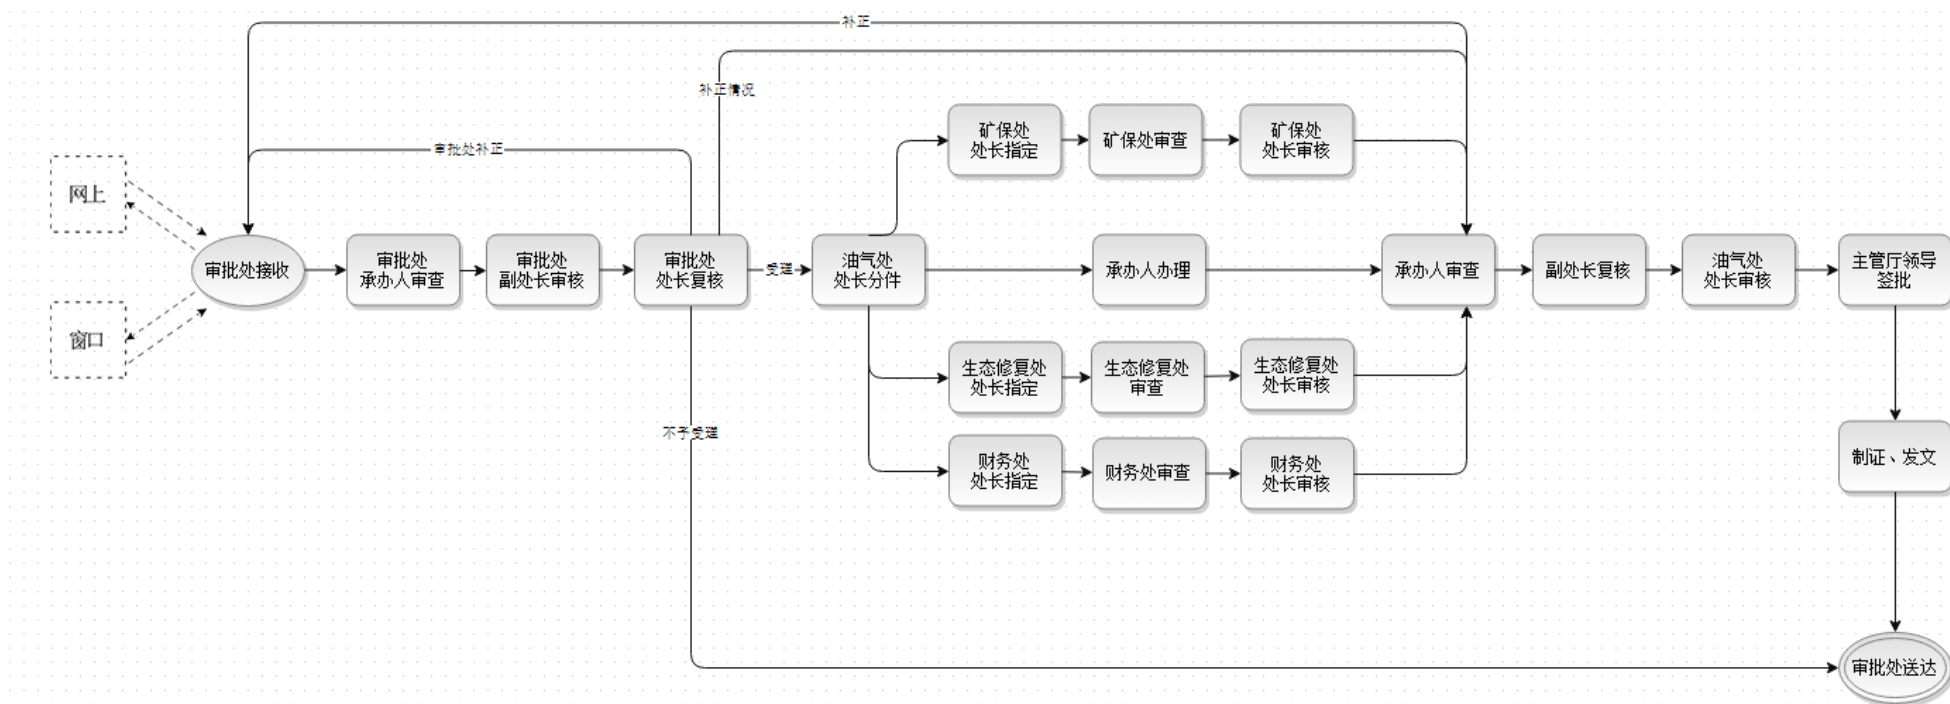 补正
补正情况
审批处补正
网上
窗口
审批处接收
审批处
承办人审查
审批处
副处长审核
审批处
处长复核
受理
不予受理
油气处
处长分件
矿保处
处长指定
矿保处审查
矿保处
处长审核
承办人办理
生态修复处
处长指定
生态修复处
审查
生态修复处
处长审核
财务处
处长指定
财务处审查
财务处
处长审核
承办人审查
副处长复核
油气处
处长审核
主管厅领导
签批
制证、发文
审批处送达